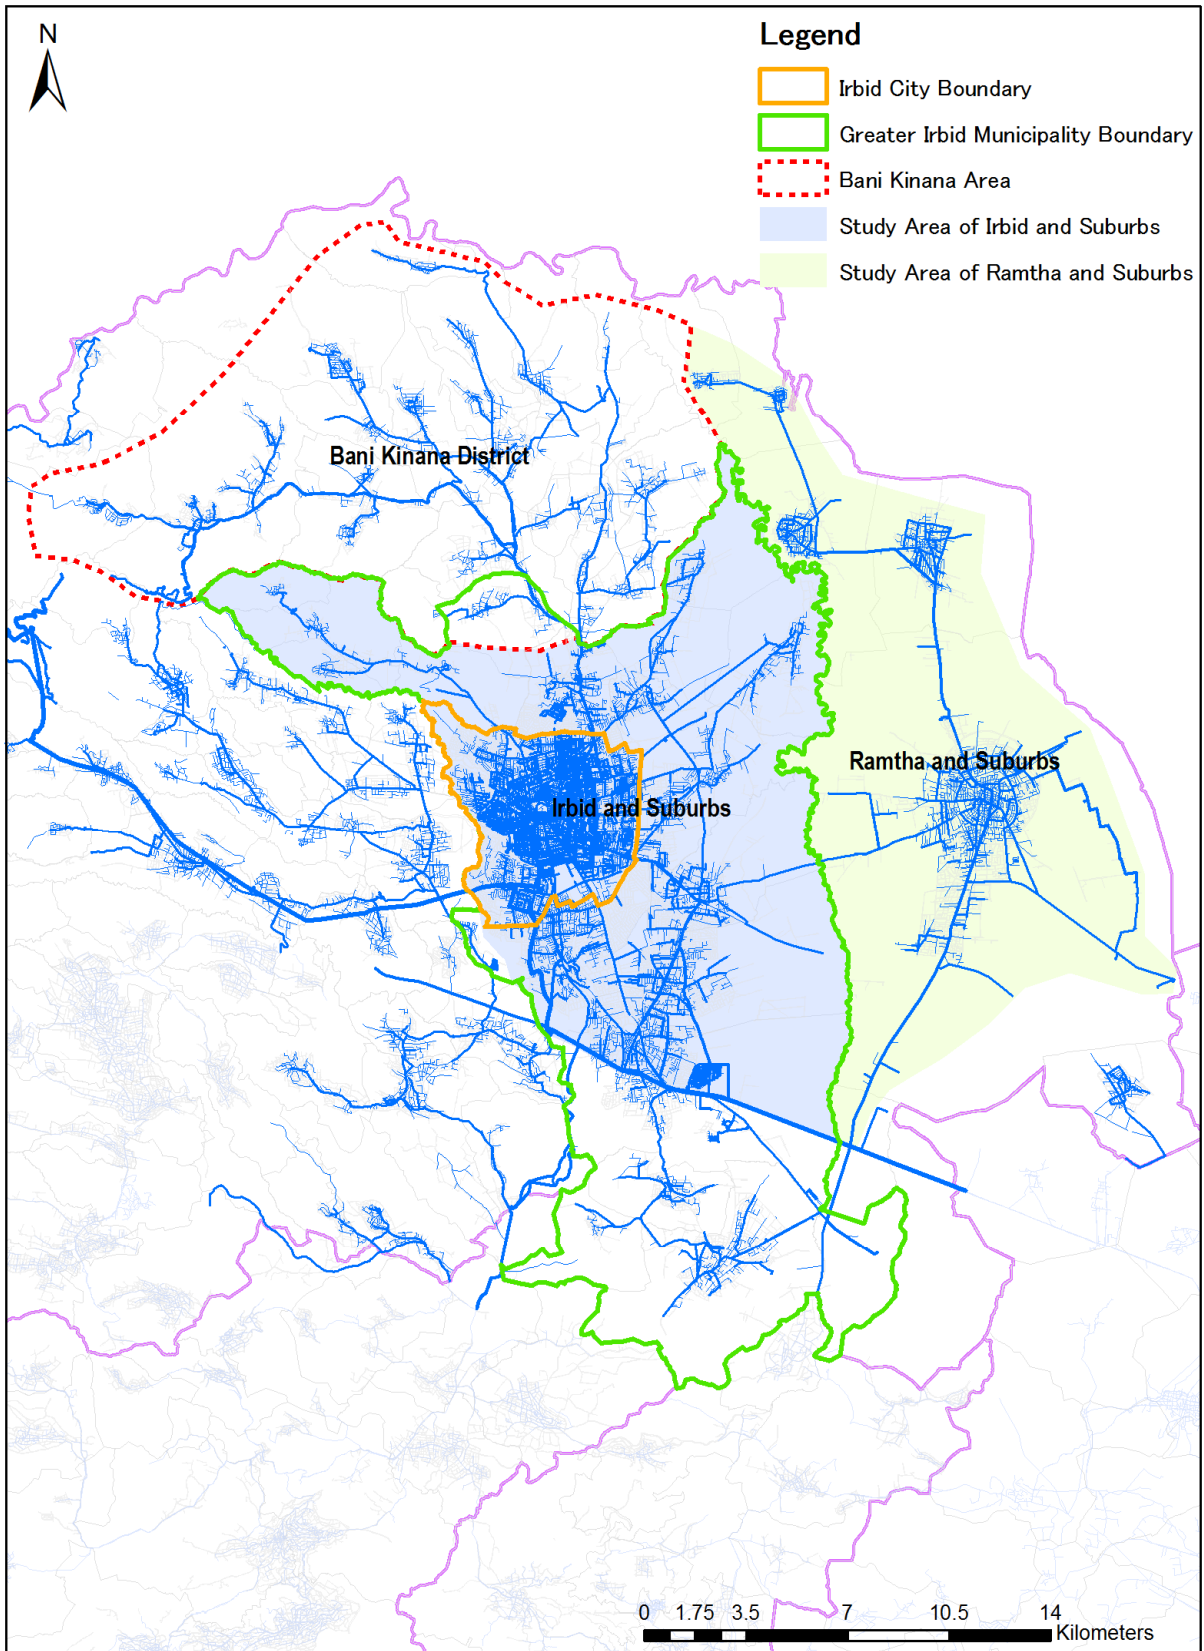 N
Legend
Irbid City Boundary
Greater Irbid Municipality Boundary
Bani Kinana Area
Study Area of Irbid and Suburbs
Study Area of Ramtha and Suburbs
Bani Kinana District
Ramtha and Suburbs
Irbid and Suburbs
0 1.75 3.5 7 10.5 14
Kilometers